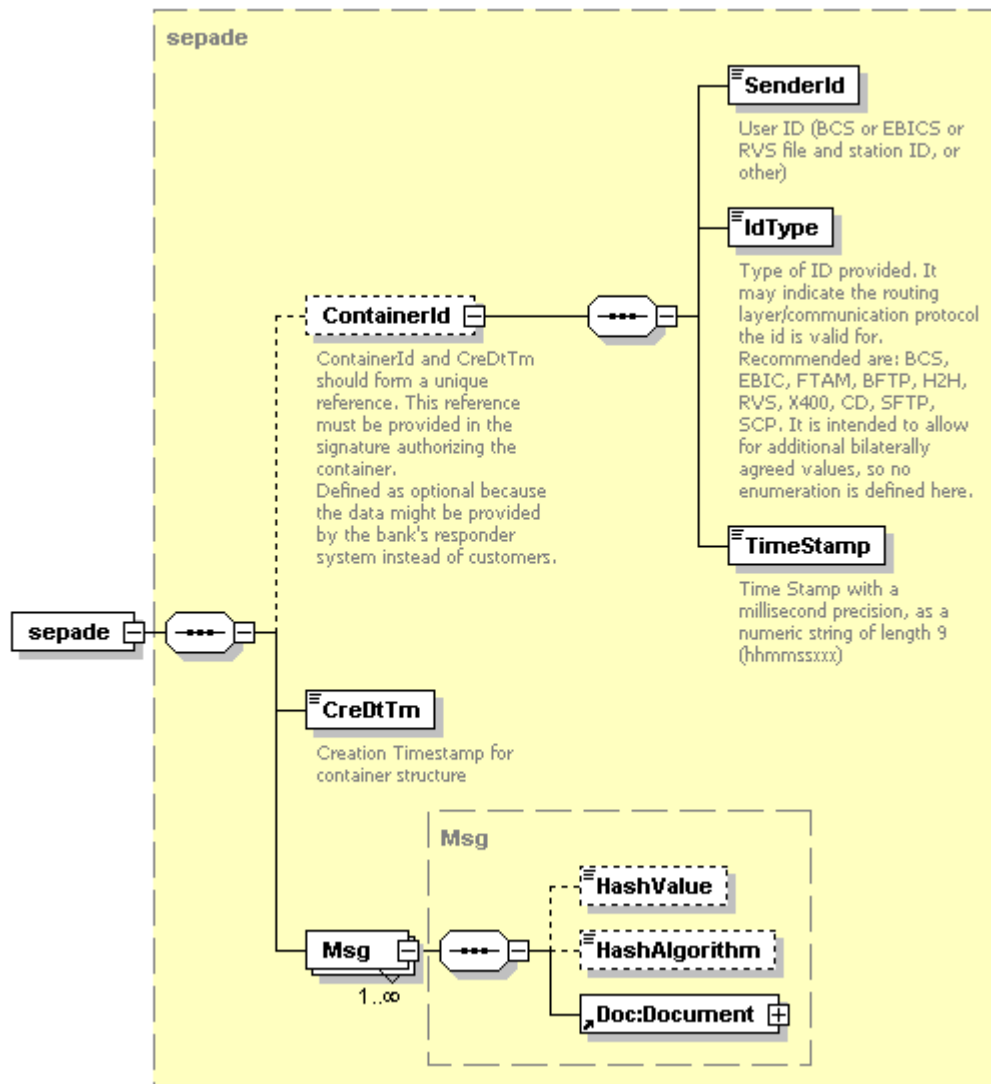 sepade
SenderId
User ID (BCS or EBICS or
RVS file and station ID, or
other)
IdType
Type of ID provided. It
may indicate the routing
layer/communication protocol
the id is valid for.
Recommended are: BCS,
EBIC, FTAM, BFTP, H2H,
RVS, X400, CD, SFTP,
SCP. It is intended to allow
for additional bilaterally
agreed values, so no
enumeration is defined here.
ContainerId
ContainerId and CreDtTm
should form a unique
reference. This reference
must be provided in the
signature authorizing the
container.
Defined as optional because
the data might be provided
by the bank's responder
system instead of customers.
TimeStamp
Time Stamp with a
millisecond precision, as a
numeric string of length 9
(hhmmssxxx)
sepade
CreDtTm
Creation Timestamp for
container structure
Msg
HashValue
HashAlgorithm
Msg
1..∞
Doc:Document